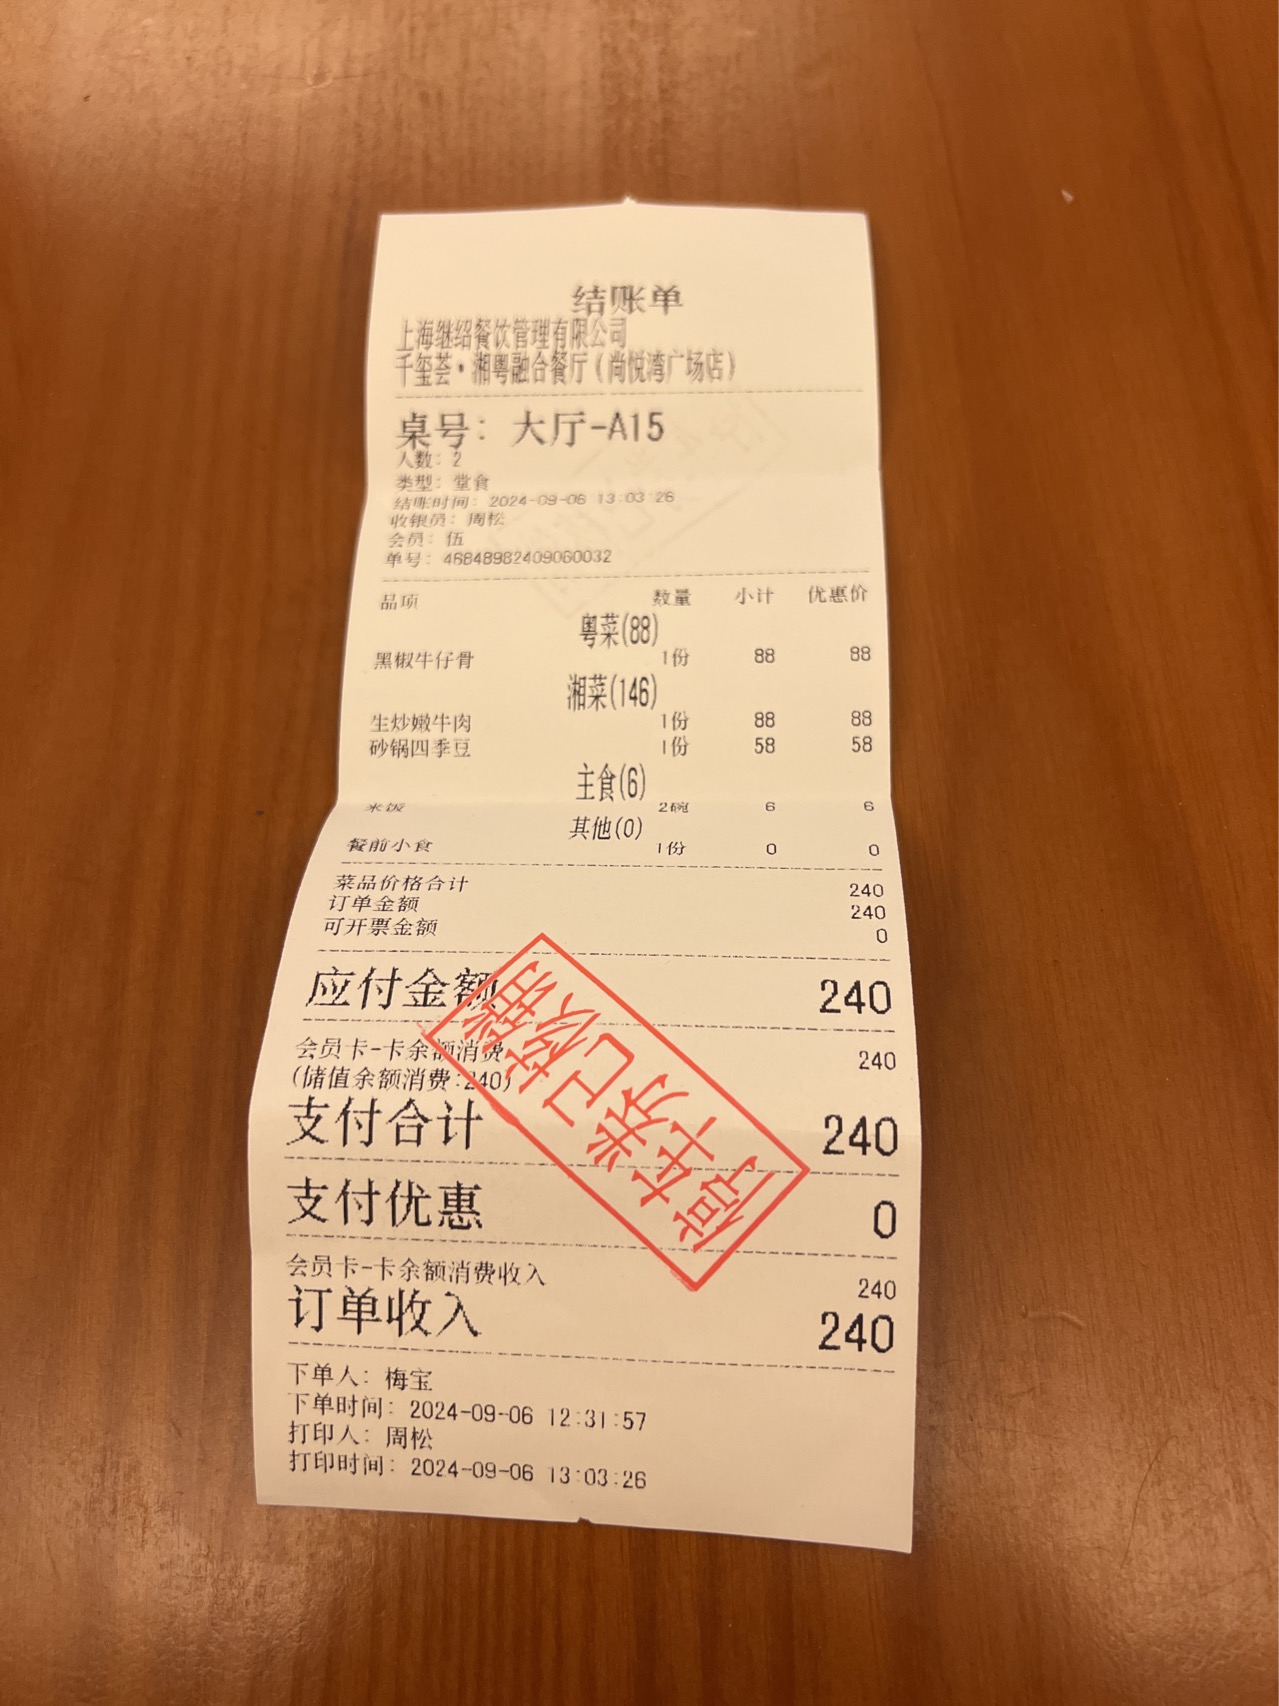 结账单
上海继绍餐饮管理有限公司
千玺荟·湘粤融合餐厅(尚悦湾广场店)
桌号: 大厅-A15
人数: 2
类型: 堂食
结账时间: 2024-09-06 13:03:26
收银员: 周松
会员: 伍
单号: 46848982409060032
品项 数量 小计 优惠价
粤菜(88)
黑椒牛仔骨 1份 88 88
湘菜(146)
生炒嫩牛肉 1份 88 88
砂锅四季豆 1份 58 58
主食(6)
米饭 2碗 6 6
其他(0)
餐前小食 1份 0 0
菜品价格合计 240
订单金额 240
可开票金额 0
应付金额 240
会员卡-卡余额消费 240
(储值余额消费:240)
支付合计 240
支付优惠 0
会员卡-卡余额消费收入 240
订单收入 240
下单人: 梅宝
下单时间: 2024-09-06 12:31:57
打印人: 周松
打印时间: 2024-09-06 13:03:26
停车券已核销